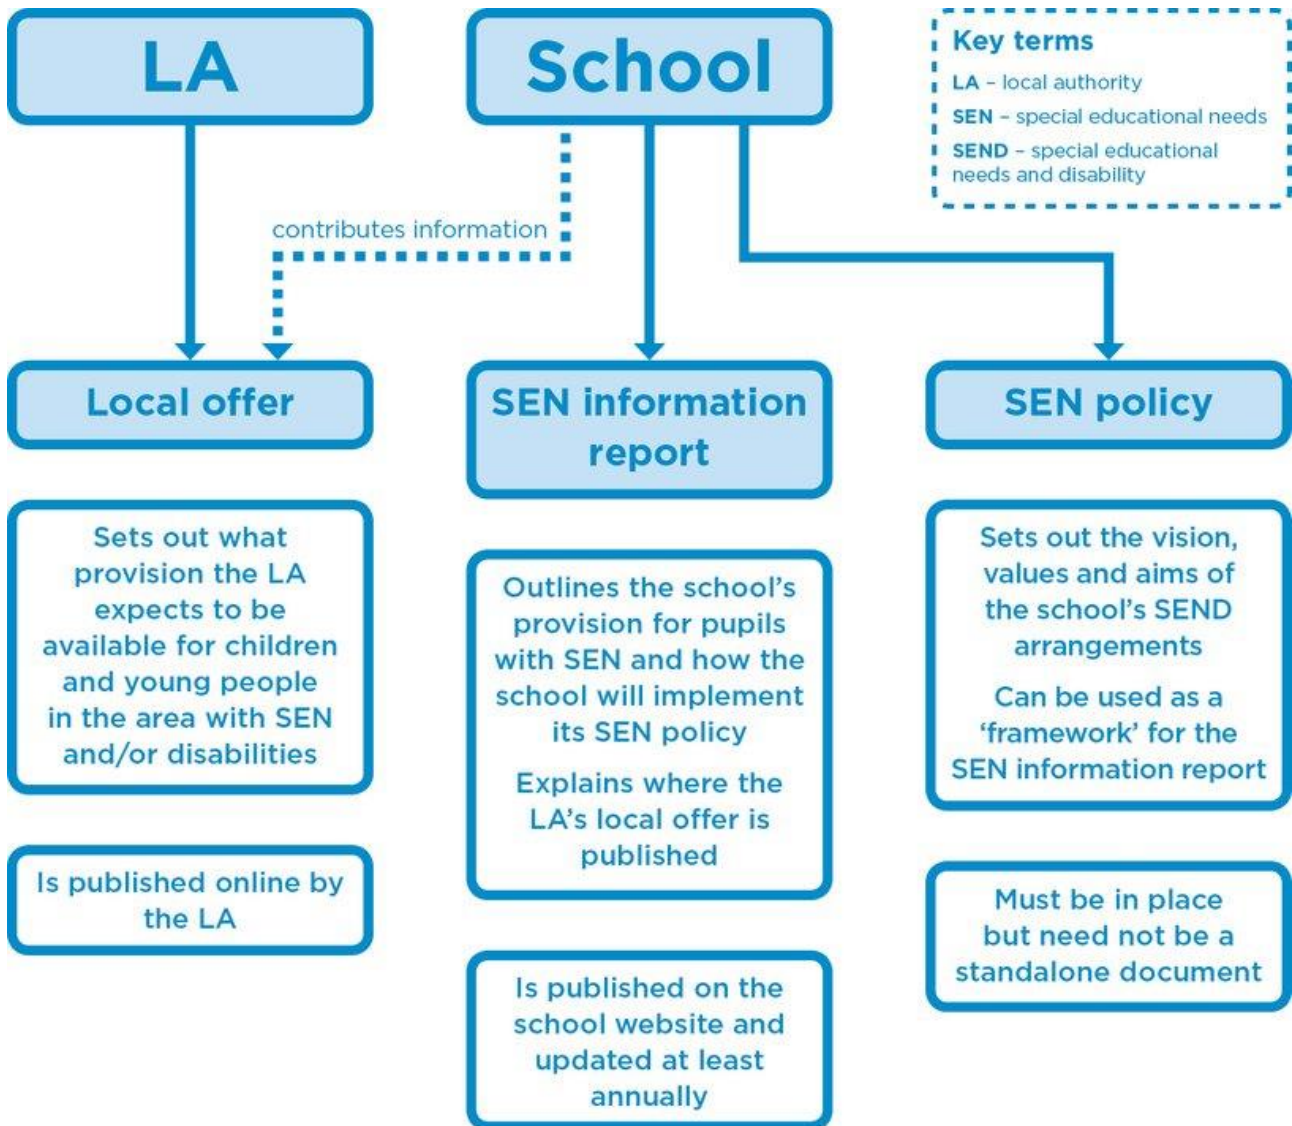 LA
School
Key terms
LA – local authority
SEN – special educational needs
SEND – special educational
needs and disability
contributes information
Local offer
SEN information
report
SEN policy
Sets out what
provision the LA
expects to be
available for children
and young people
in the area with SEN
and/or disabilities
Is published online by
the LA
Outlines the school’s
provision for pupils
with SEN and how the
school will implement
its SEN policy
Explains where the
LA’s local offer is
published
Is published on the
school website and
updated at least
annually
Sets out the vision,
values and aims of
the school’s SEND
arrangements
Can be used as a
‘framework’ for the
SEN information report
Must be in place
but need not be a
standalone document